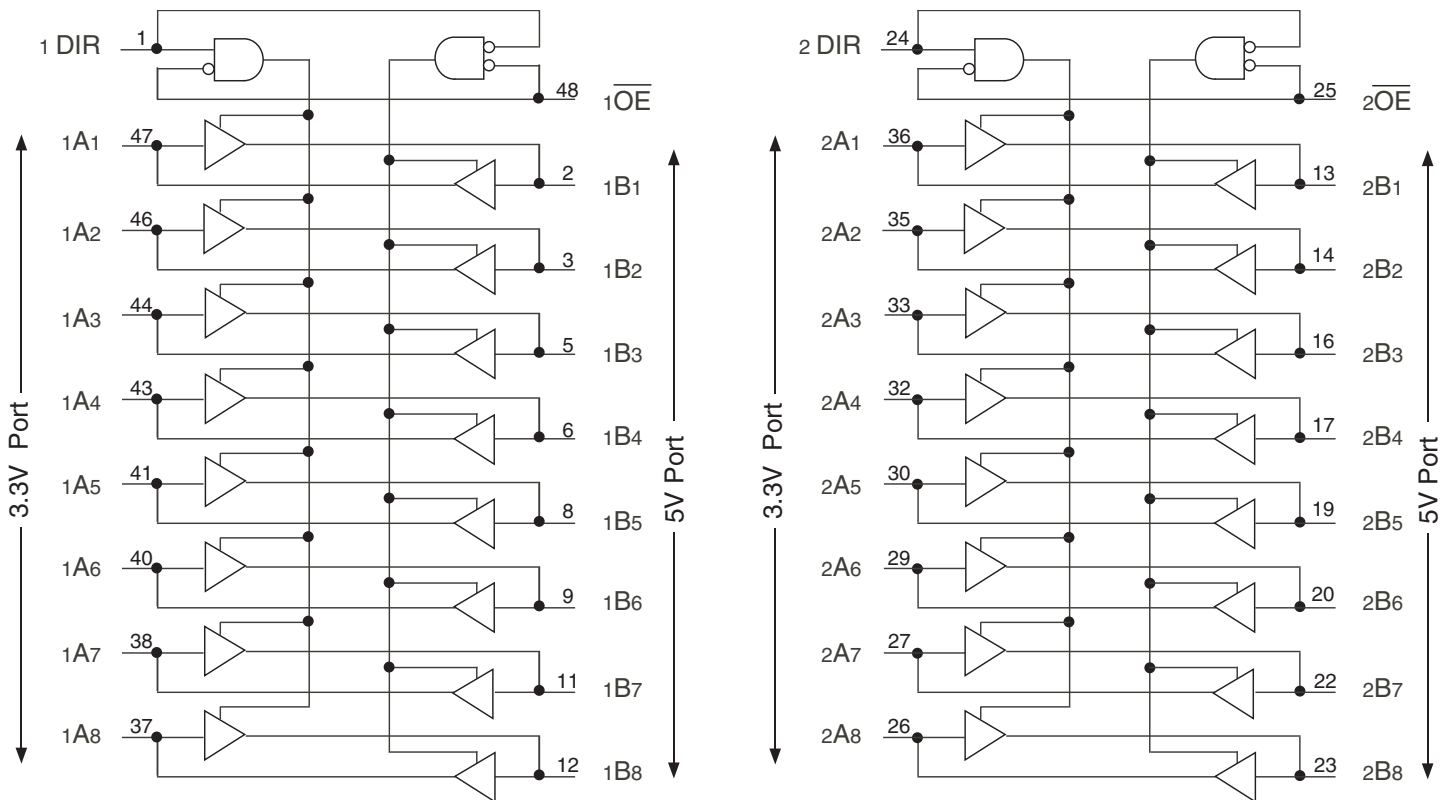 1 DIR 1
48 1OE
1A1 47
2 1B1
1A2 46
3 1B2
1A3 44
5 1B3
1A4 43
6 1B4
1A5 41
8 1B5
1A6 40
9 1B6
1A7 38
11 1B7
1A8 37
12 1B8
3.3V Port
5V Port
2 DIR 24
25 2OE
2A1 36
13 2B1
2A2 35
14 2B2
2A3 33
16 2B3
2A4 32
17 2B4
2A5 30
19 2B5
2A6 29
20 2B6
2A7 27
22 2B7
2A8 26
23 2B8
3.3V Port
5V Port